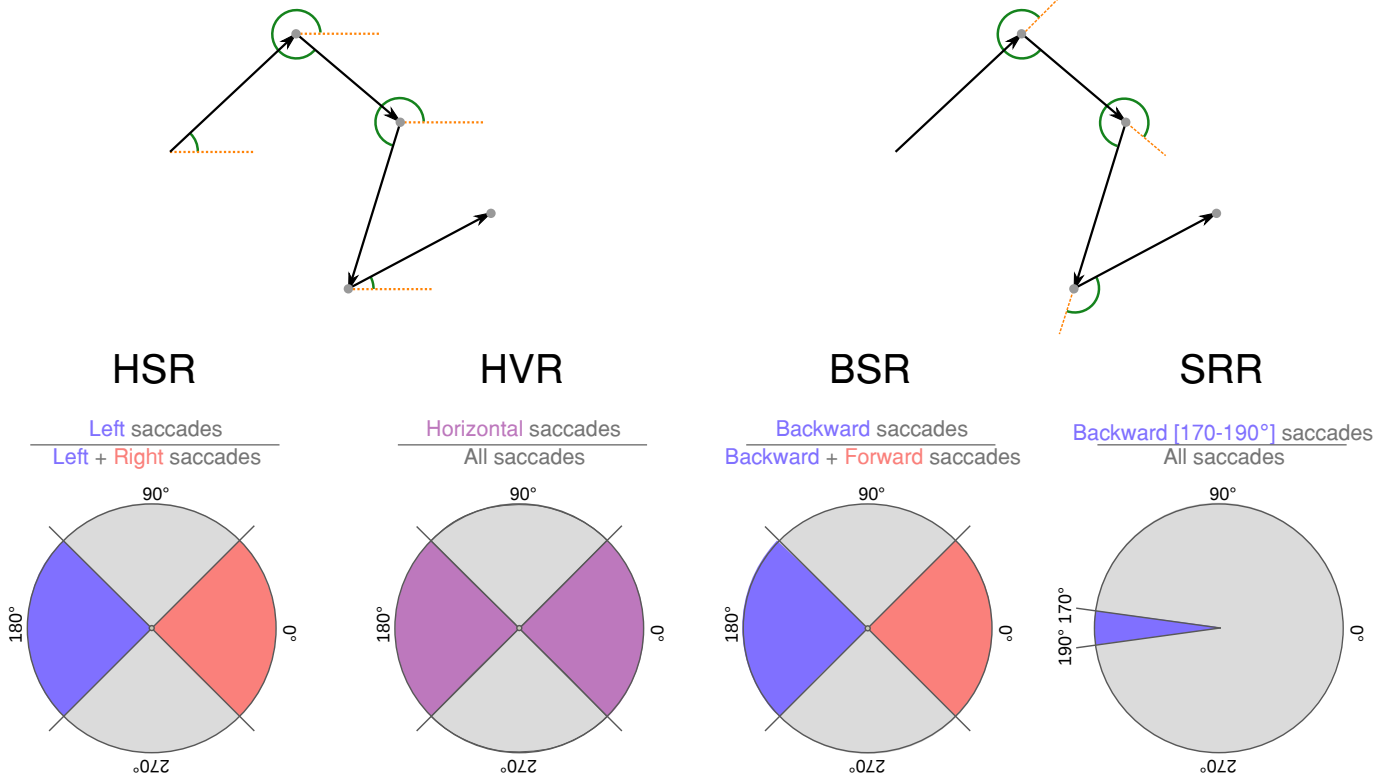 HSR
HVR
BSR
SRR
Left saccades
Left + Right saccades
Horizontal saccades
All saccades
Backward saccades
Backward + Forward saccades
Backward [170-190°] saccades
All saccades
90°
180°
0°
270°
90°
180°
0°
270°
90°
180°
0°
270°
90°
170°
190°
0°
270°